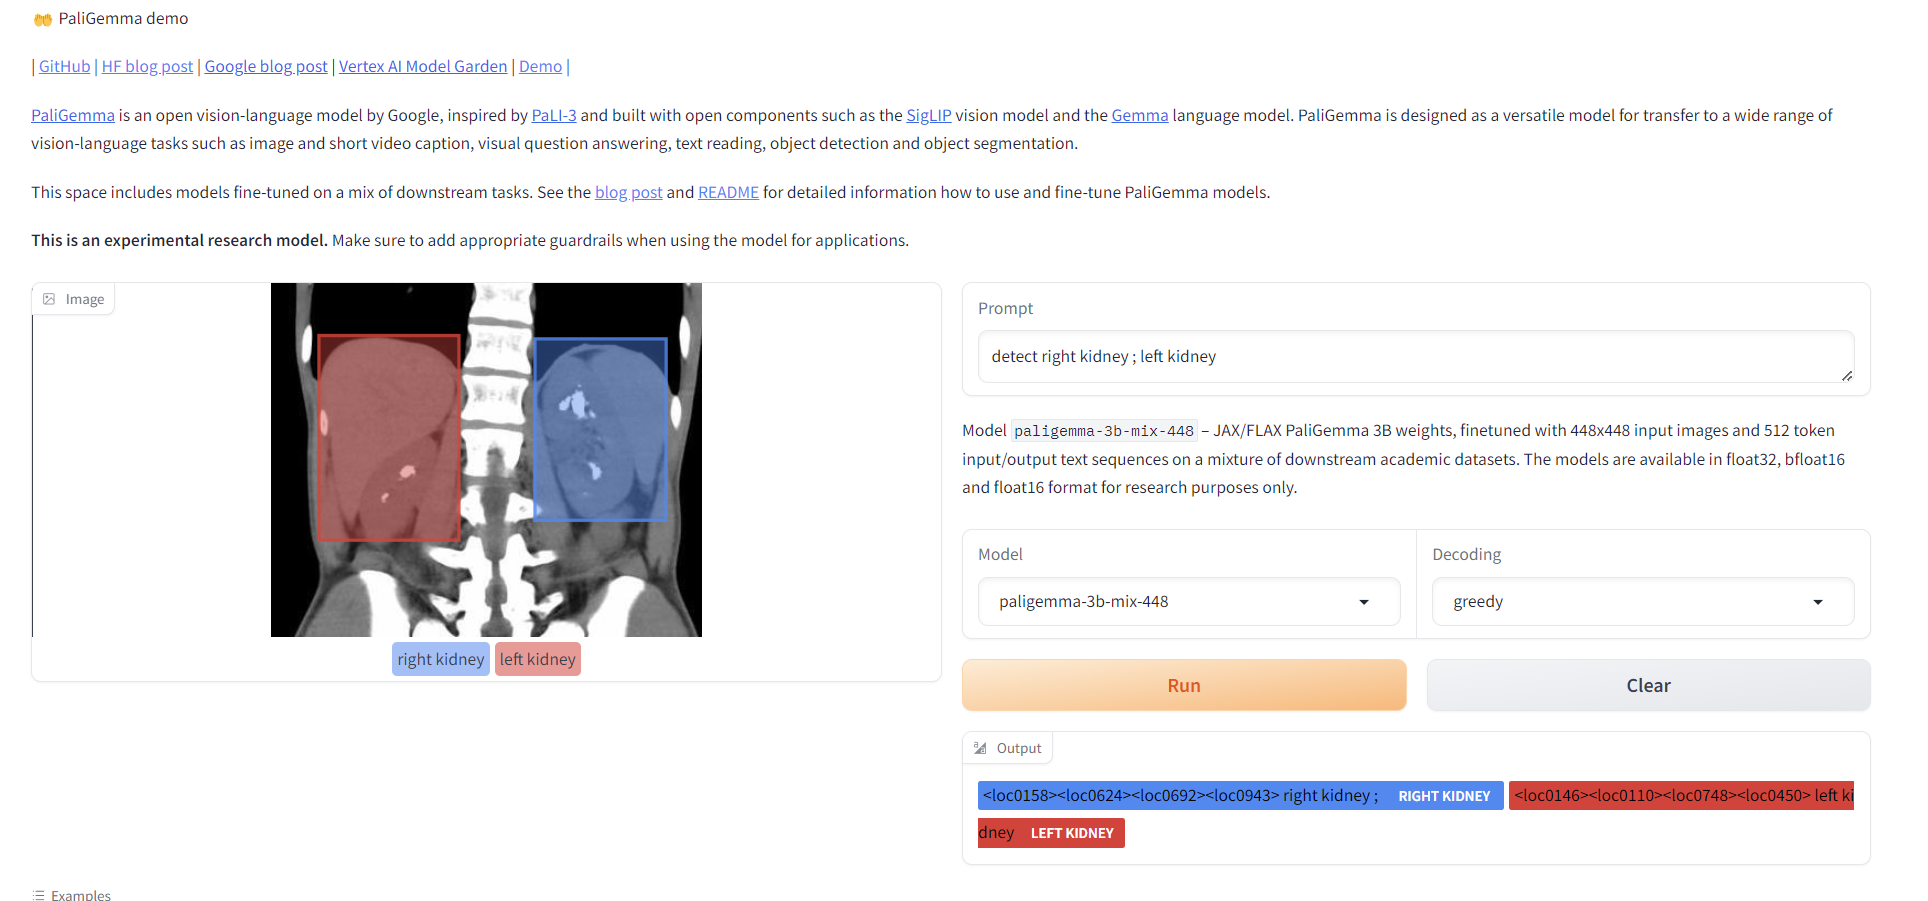 🤲 PaliGemma demo
| GitHub | HF blog post | Google blog post | Vertex AI Model Garden | Demo |
PaliGemma is an open vision-language model by Google, inspired by PaLI-3 and built with open components such as the SigLIP vision model and the Gemma language model. PaliGemma is designed as a versatile model for transfer to a wide range of
vision-language tasks such as image and short video caption, visual question answering, text reading, object detection and object segmentation.
This space includes models fine-tuned on a mix of downstream tasks. See the blog post and README for detailed information how to use and fine-tune PaliGemma models.
This is an experimental research model. Make sure to add appropriate guardrails when using the model for applications.
Image
right kidney left kidney
Prompt
detect right kidney ; left kidney
Model paligemma-3b-mix-448 – JAX/FLAX PaliGemma 3B weights, finetuned with 448x448 input images and 512 token
input/output text sequences on a mixture of downstream academic datasets. The models are available in float32, bfloat16
and float16 format for research purposes only.
Model
paligemma-3b-mix-448
Decoding
greedy
Run
Clear
Output
<loc0158><loc0624><loc0692><loc0943> right kidney ; RIGHT KIDNEY <loc0146><loc0110><loc0748><loc0450> left ki
dney LEFT KIDNEY
Examples